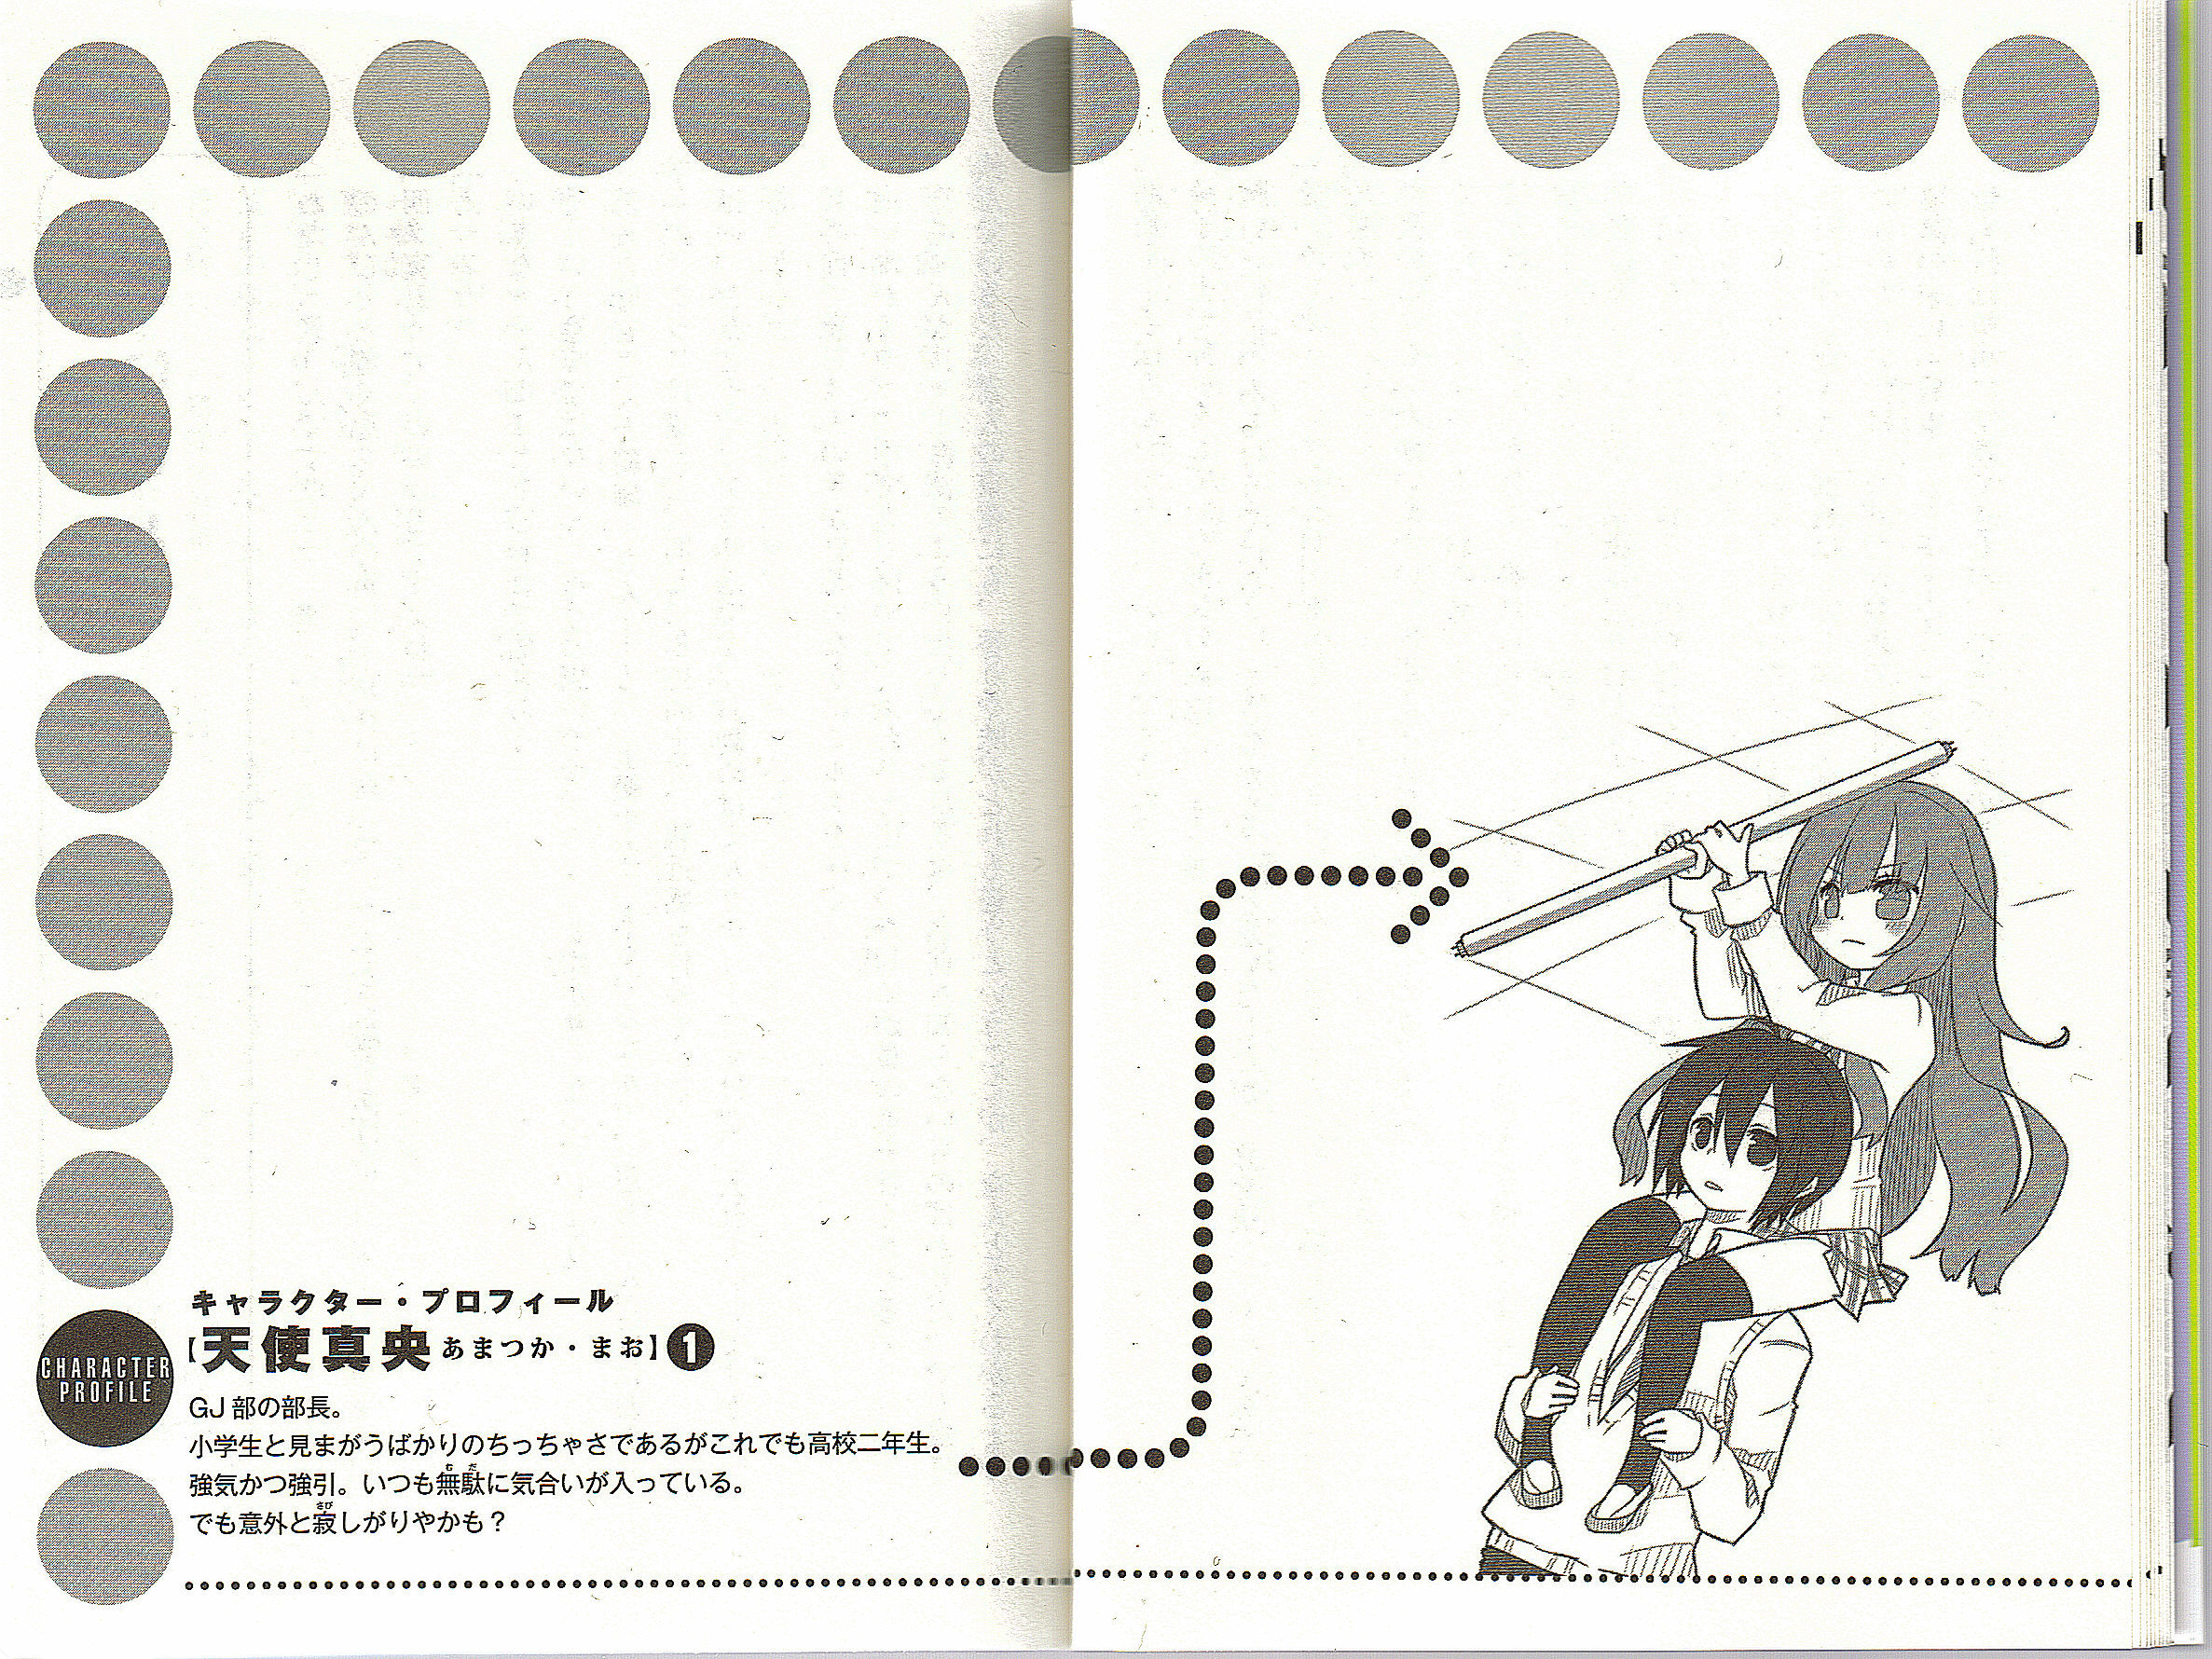 キャラクター・プロフィール
【天使真央 あまつか・まお】❶
CHARACTER
PROFILE
GJ部の部長。
小学生と見まがうばかりのちっちゃさであるがこれでも高校二年生。
強気かつ強引。いつも無駄に気合いが入っている。
でも意外と寂しがりやかも？